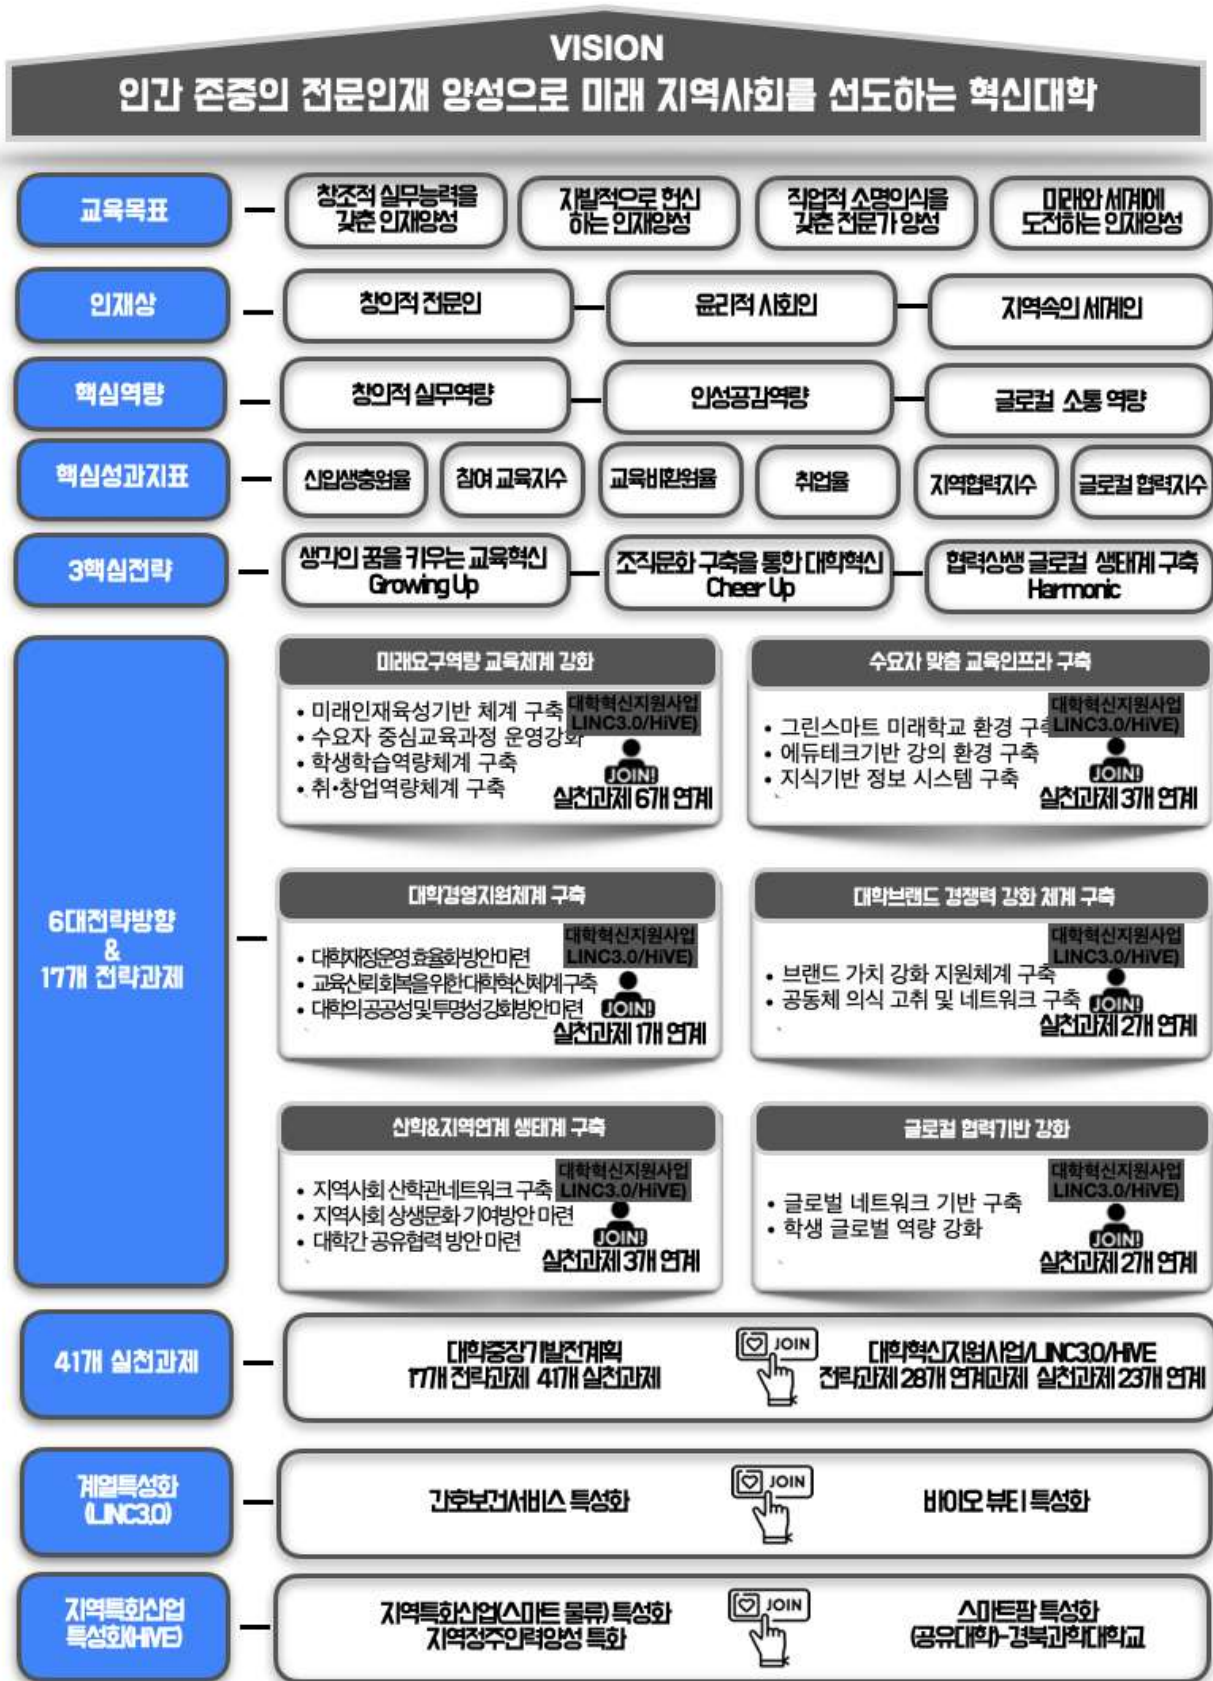 VISION
인간 존중의 전문인재 양성으로 미래 지역사회를 선도하는 혁신대학
교육목표
창조적 실무능력을
갖춘 인재양성
자발적으로 헌신
하는 인재양성
직업적 소명의식을
갖춘 전문가 양성
미래와 세계에
도전하는 인재양성
인재상
창의적 전문인
윤리적 사회인
지역속의 세계인
핵심역량
창의적 실무역량
인성공감역량
글로컬 소통 역량
핵심성과지표
신입생충원율
참여 교육지수
교육비환원율
취업율
지역협력지수
글로컬 협력지수
3핵심전략
생각의 꿈을 키우는 교육혁신
Growing Up
조직문화 구축을 통한 대학혁신
Cheer Up
협력상생 글로컬 생태계 구축
Harmonic
6대전략방향
&
17개 전략과제
미래요구역량 교육체계 강화
• 미래인재육성기반 체계 구축
• 수요자 중심교육과정 운영강화
• 학생학습역량체계 구축
• 취•창업역량체계 구축
대학혁신지원사업
LINC3.0/HiVE)
JOIN!
실천과제 6개 연계
수요자 맞춤 교육인프라 구축
• 그린스마트 미래학교 환경 구축
• 에듀테크기반 강의 환경 구축
• 지식기반 정보 시스템 구축
대학혁신지원사업
LINC3.0/HiVE)
JOIN!
실천과제 3개 연계
대학경영지원체계 구축
• 대학재정운영 효율화 방안 마련
• 교육신뢰 회복을 위한 대학혁신체계 구축
• 대학의 공공성 및 투명성 강화방안 마련
대학혁신지원사업
LINC3.0/HiVE)
JOIN!
실천과제 1개 연계
대학브랜드 경쟁력 강화 체계 구축
• 브랜드 가치 강화 지원체계 구축
• 공동체 의식 고취 및 네트워크 구축
대학혁신지원사업
LINC3.0/HiVE)
JOIN!
실천과제 2개 연계
산학&지역연계 생태계 구축
• 지역사회 산학관네트워크 구축
• 지역사회 상생문화 기여방안 마련
• 대학간 공유협력 방안 마련
대학혁신지원사업
LINC3.0/HiVE)
JOIN!
실천과제 3개 연계
글로컬 협력기반 강화
• 글로벌 네트워크 기반 구축
• 학생 글로벌 역량 강화
대학혁신지원사업
LINC3.0/HiVE)
JOIN!
실천과제 2개 연계
41개 실천과제
대학중장기발전계획
17개 전략과제 41개 실천과제
JOIN
대학혁신지원사업/LINC3.0/HiVE
전략과제 28개 연계과제 실천과제 23개 연계
계열특성화
(LINC3.0)
간호보건서비스 특성화
JOIN
바이오 뷰티 특성화
지역특화산업
특성화(HiVE)
지역특화산업(스마트 물류) 특성화
지역정주인력양성 특화
JOIN
스마트팜 특성화
(공유대학)-경북과학대학교